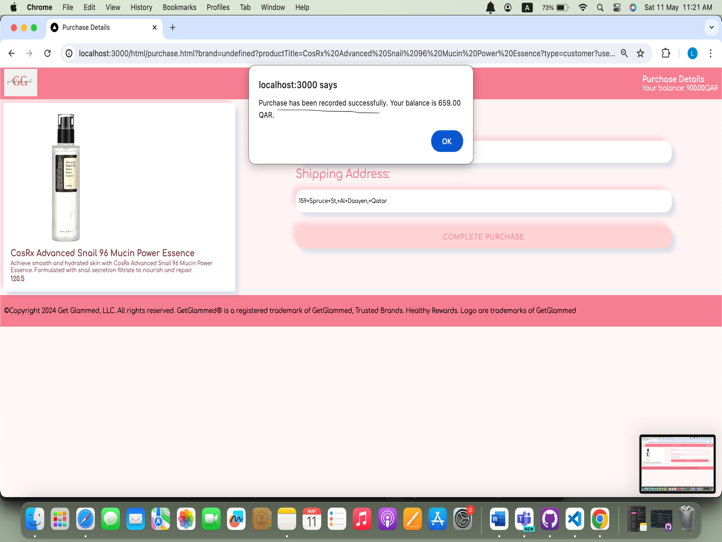 Chrome File Edit View History Bookmarks Profiles Tab Window Help A 73% Sat 11 May 11:21 AM
Purchase Details
localhost:3000/html/purchase.html?brand=undefined?productTitle=CosRx%20Advanced%20Snail%2096%20Mucin%20Power%20Essence?type=customer?use... L
GG
Purchase Details
Your balance: 900.00QAR
localhost:3000 says
Purchase has been recorded successfully. Your balance is 659.00
QAR.
OK
Shipping Address:
159+Spruce+St,+Al+Daayen,+Qatar
COMPLETE PURCHASE
CosRx Advanced Snail 96 Mucin Power Essence
Achieve smooth and hydrated skin with CosRx Advanced Snail 96 Mucin Power
Essence. Formulated with snail secretion filtrate to nourish and repair.
120.5
©Copyright 2024 Get Glammed, LLC. All rights reserved. GetGlammed® is a registered trademark of GetGlammed, Trusted Brands. Healthy Rewards. Logo are trademarks of GetGlammed
MAY
11
NEW